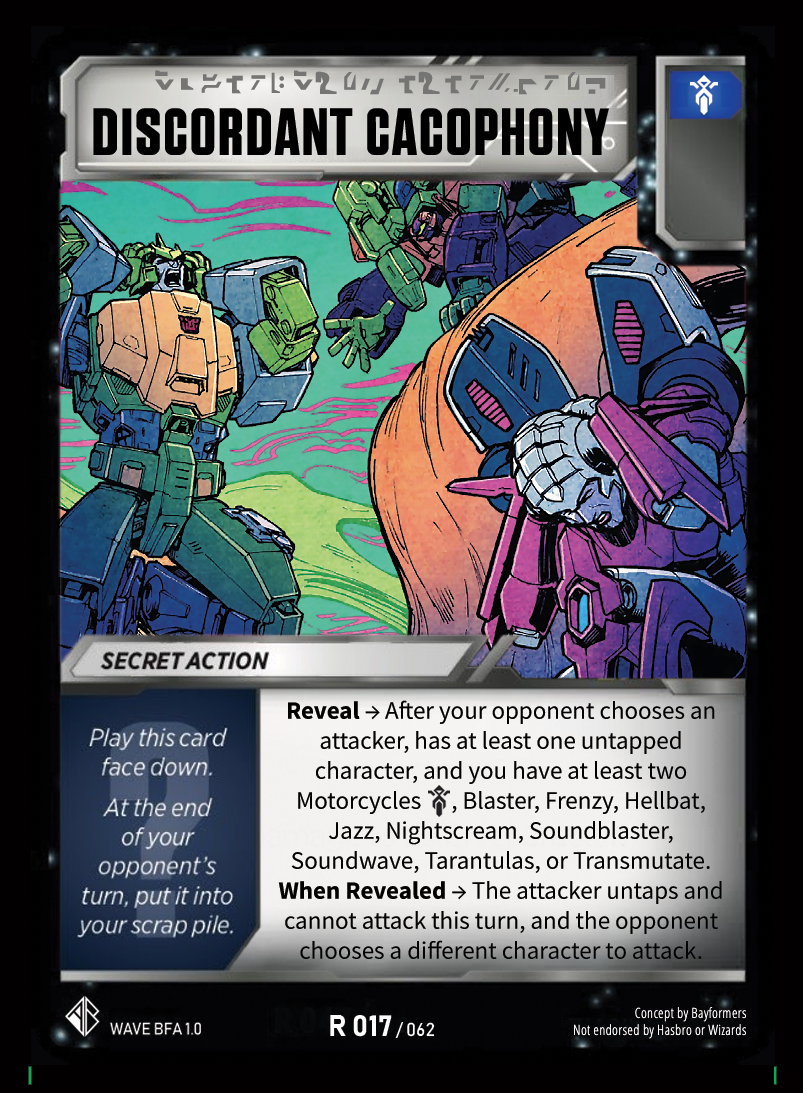 DISCORDANT CACOPHONY
SECRET ACTION
Play this card
face down.
At the end
of your
opponent's
turn, put it into
your scrap pile.
Reveal → After your opponent chooses an
attacker, has at least one untapped
character, and you have at least two
Motorcycles , Blaster, Frenzy, Hellbat,
Jazz, Nightscream, Soundblaster,
Soundwave, Tarantulas, or Transmutate.
When Revealed → The attacker untaps and
cannot attack this turn, and the opponent
chooses a different character to attack.
WAVE BFA 1.0
R 017 / 062
Concept by Bayformers
Not endorsed by Hasbro or Wizards